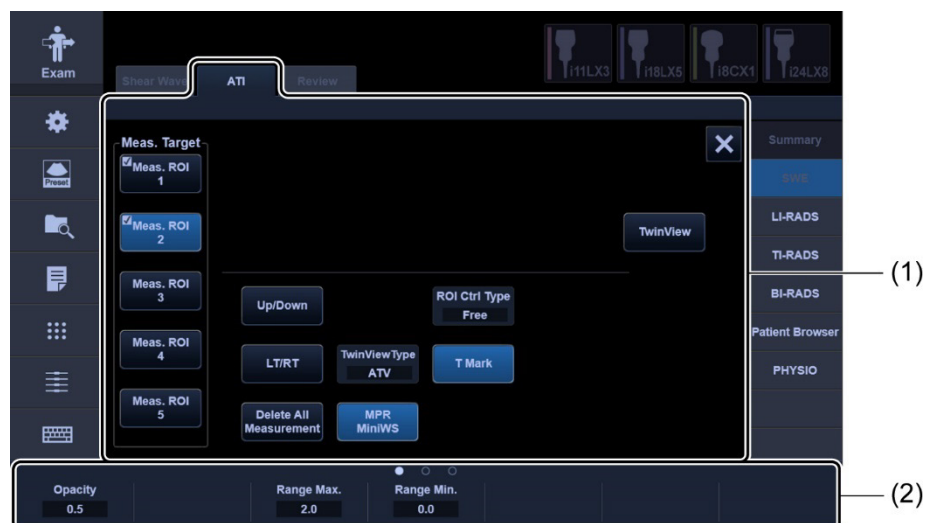 Exam
Shear Wave
ATI
Review
i11LX3
i18LX5
i8CX1
i24LX8
Preset
Meas. Target
Meas. ROI
1
Meas. ROI
2
Meas. ROI
3
Meas. ROI
4
Meas. ROI
5
TwinView
Up/Down
ROI Ctrl Type
Free
LT/RT
TwinViewType
ATV
T Mark
Delete All
Measurement
MPR
MiniWS
Summary
SWE
LI-RADS
TI-RADS
BI-RADS
Patient Browser
PHYSIO
(1)
Opacity
0.5
Range Max.
2.0
Range Min.
0.0
(2)